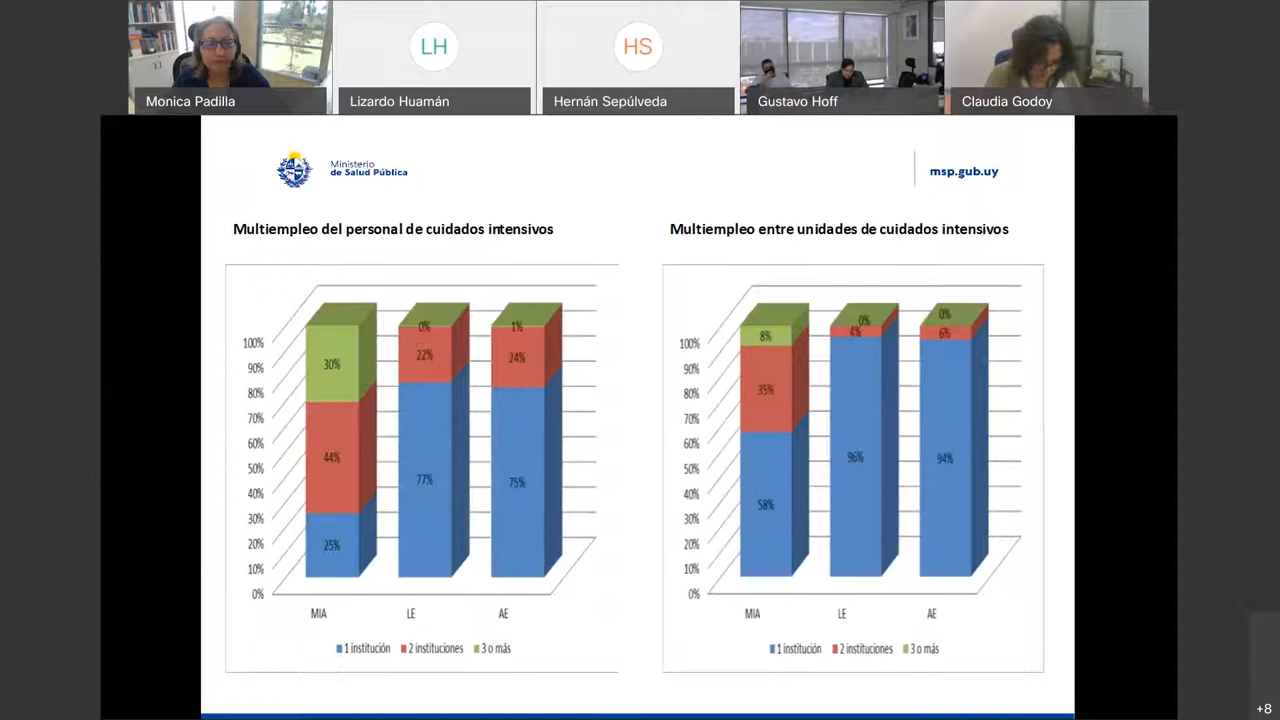 LH
HS
Monica Padilla
Lizardo Huamán
Hernán Sepúlveda
Gustavo Hoff
Claudia Godoy
Ministerio
de Salud Pública
msp.gub.uy
Multiempleo del personal de cuidados intensivos
100%
90%
80%
70%
60%
50%
40%
30%
20%
10%
0%
30%
44%
25%
0%
22%
77%
1%
24%
75%
MIA
LE
AE
1 institución
2 instituciones
3 o más
Multiempleo entre unidades de cuidados intensivos
100%
90%
80%
70%
60%
50%
40%
30%
20%
10%
0%
8%
35%
58%
0%
4%
96%
0%
6%
94%
MIA
LE
AE
1 institución
2 instituciones
3 o más
+8